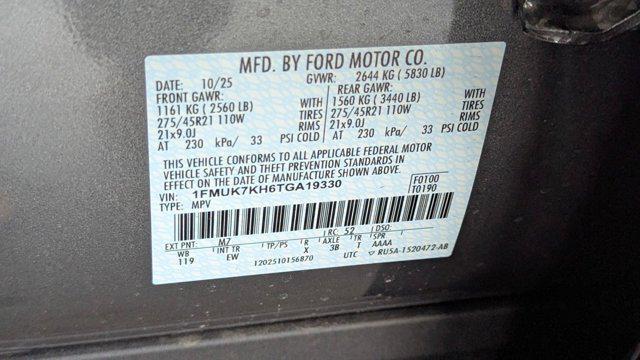 MFD. BY FORD MOTOR CO.
DATE: 10/25 GVWR: 2644 KG ( 5830 LB)
FRONT GAWR: REAR GAWR:
1161 KG ( 2560 LB) WITH 1560 KG ( 3440 LB) WITH
275/45R21 110W TIRES 275/45R21 110W TIRES
21x9.0J RIMS 21x9.0J RIMS
AT 230 kPa/ 33 PSI COLD AT 230 kPa/ 33 PSI COLD
THIS VEHICLE CONFORMS TO ALL APPLICABLE FEDERAL MOTOR
VEHICLE SAFETY AND THEFT PREVENTION STANDARDS IN
EFFECT ON THE DATE OF MANUFACTURE SHOWN ABOVE.
VIN: 1FMUK7KH6TGA19330 F0100
TYPE: MPV T0190
EXT PNT: M7 RC: 52 DSO:
WB INT TR TP/PS R AXLE TR SPR
119 EW X 3B T AAAA
1202510156870 UTC ▽ RU5A-1520472-AB